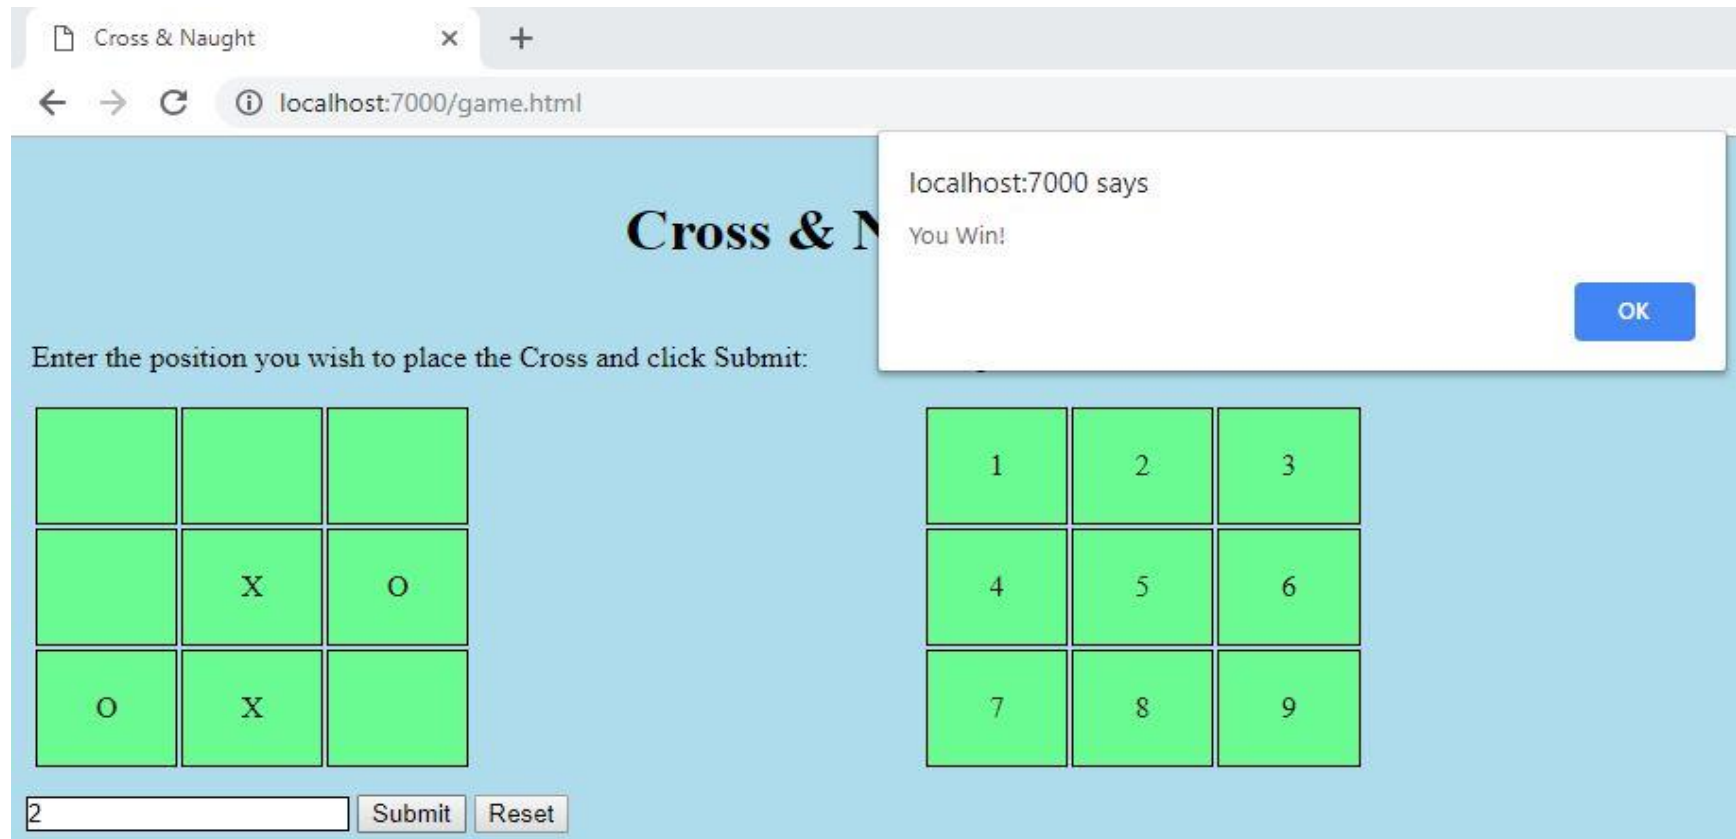 Cross & Naught
localhost:7000/game.html
localhost:7000 says
You Win!
OK
Cross &
Enter the position you wish to place the Cross and click Submit:
1 2 3
X O 4 5 6
O X 7 8 9
2 Submit Reset